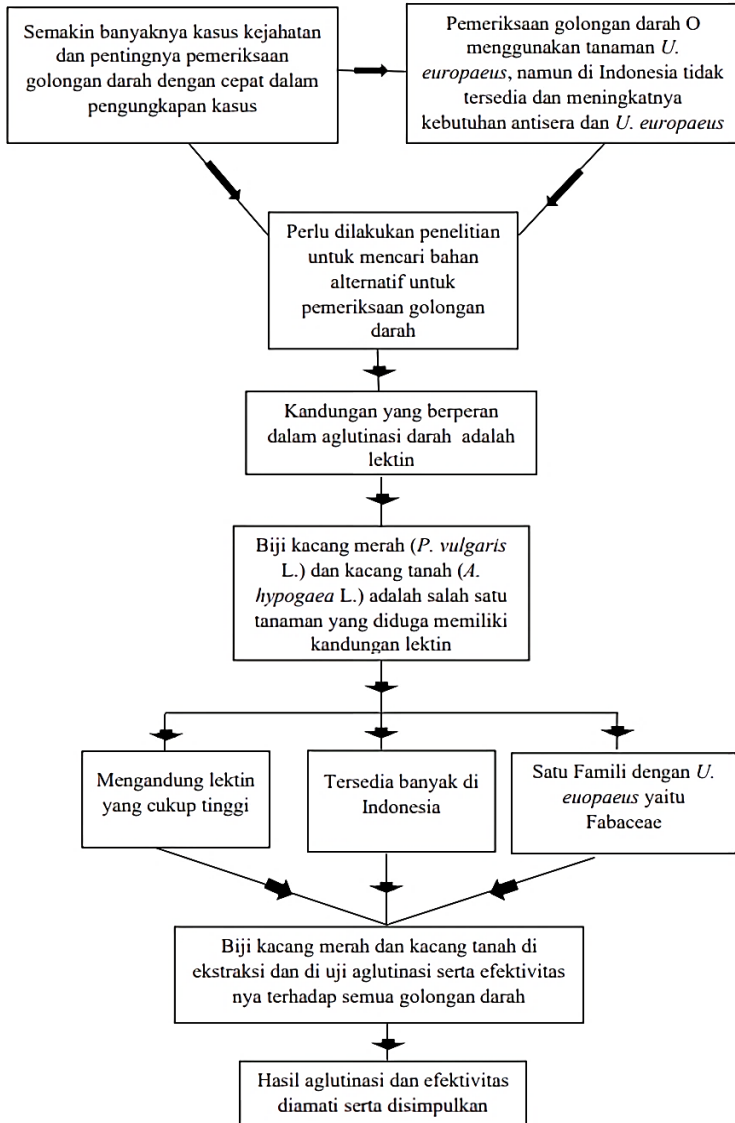 Semakin banyaknya kasus kejahatan
dan pentingnya pemeriksaan
golongan darah dengan cepat dalam
pengungkapan kasus
Pemeriksaan golongan darah O
menggunakan tanaman U.
europaeus, namun di Indonesia tidak
tersedia dan meningkatnya
kebutuhan antisera dan U. europaeus
Perlu dilakukan penelitian
untuk mencari bahan
alternatif untuk
pemeriksaan golongan
darah
Kandungan yang berperan
dalam aglutinasi darah adalah
lektin
Biji kacang merah (P. vulgaris
L.) dan kacang tanah (A.
hypogaea L.) adalah salah satu
tanaman yang diduga memiliki
kandungan lektin
Mengandung lektin
yang cukup tinggi
Tersedia banyak di
Indonesia
Satu Famili dengan U.
euopaeus yaitu
Fabaceae
Biji kacang merah dan kacang tanah di
ekstraksi dan di uji aglutinasi serta efektivitas
nya terhadap semua golongan darah
Hasil aglutinasi dan efektivitas
diamati serta disimpulkan